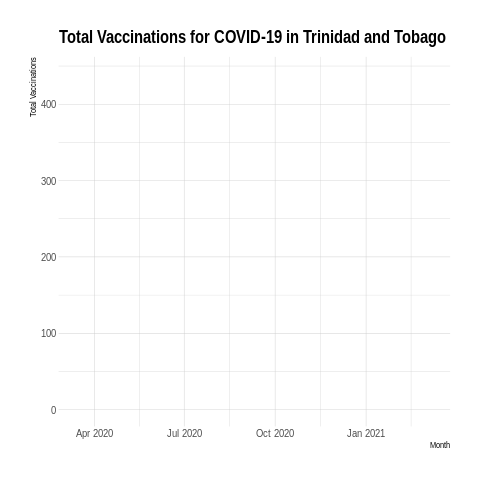 Total Vaccinations for COVID-19 in Trinidad and Tobago
Total Vaccinations
400
300
200
100
0
Apr 2020
Jul 2020
Oct 2020
Jan 2021
Month